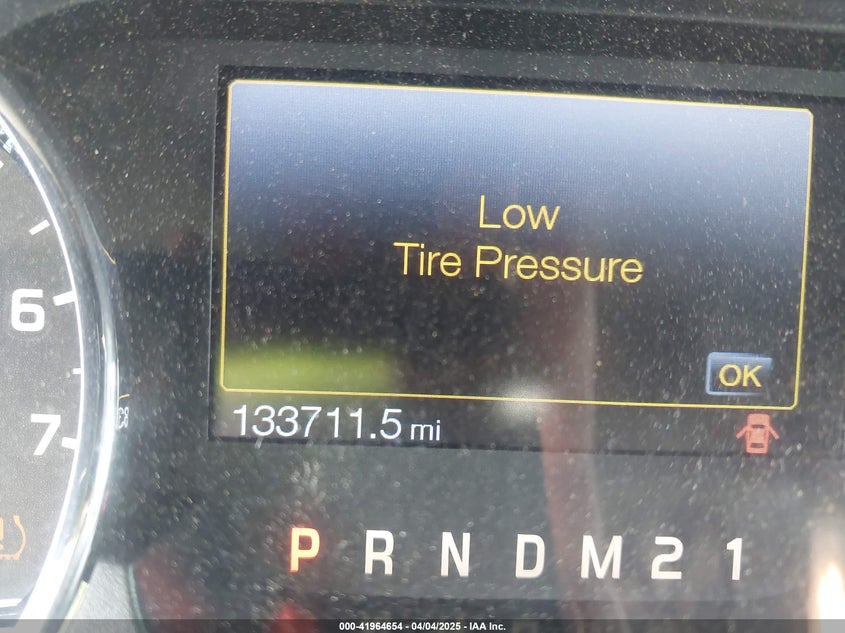 Low
Tire Pressure
OK
133711.5 mi
6
7
P R N D M 2 1
000-41964654 - 04/04/2025 - IAA Inc.